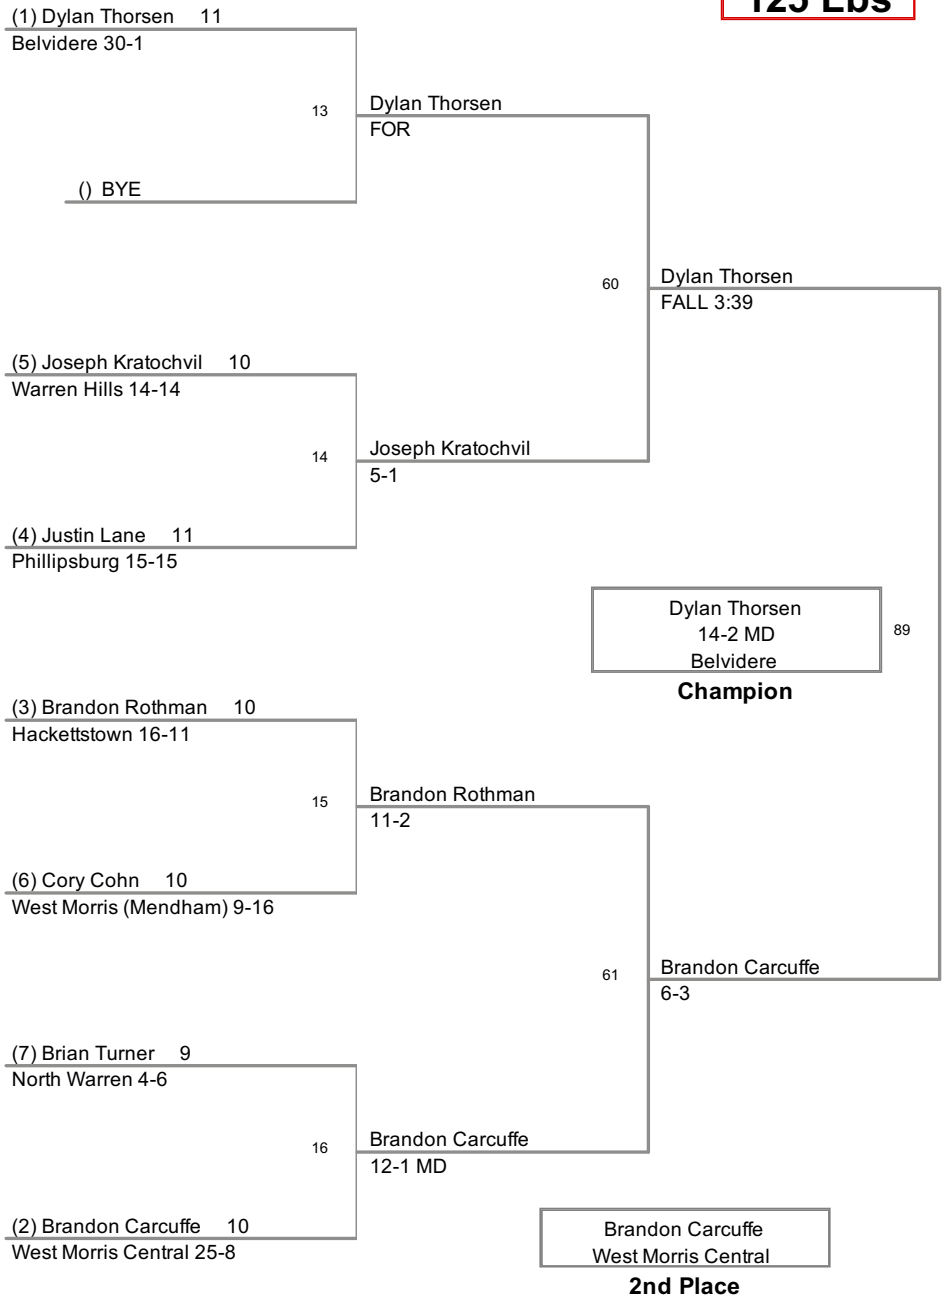 125 Lbs
(1) Dylan Thorsen 11
Belvidere 30-1
13
Dylan Thorsen
FOR
() BYE
60
Dylan Thorsen
FALL 3:39
(5) Joseph Kratochvil 10
Warren Hills 14-14
14
Joseph Kratochvil
5-1
(4) Justin Lane 11
Phillipsburg 15-15
Dylan Thorsen
14-2 MD
Belvidere
89
Champion
(3) Brandon Rothman 10
Hackettstown 16-11
15
Brandon Rothman
11-2
(6) Cory Cohn 10
West Morris (Mendham) 9-16
61
Brandon Carcuffe
6-3
(7) Brian Turner 9
North Warren 4-6
16
Brandon Carcuffe
12-1 MD
(2) Brandon Carcuffe 10
West Morris Central 25-8
Brandon Carcuffe
West Morris Central
2nd Place